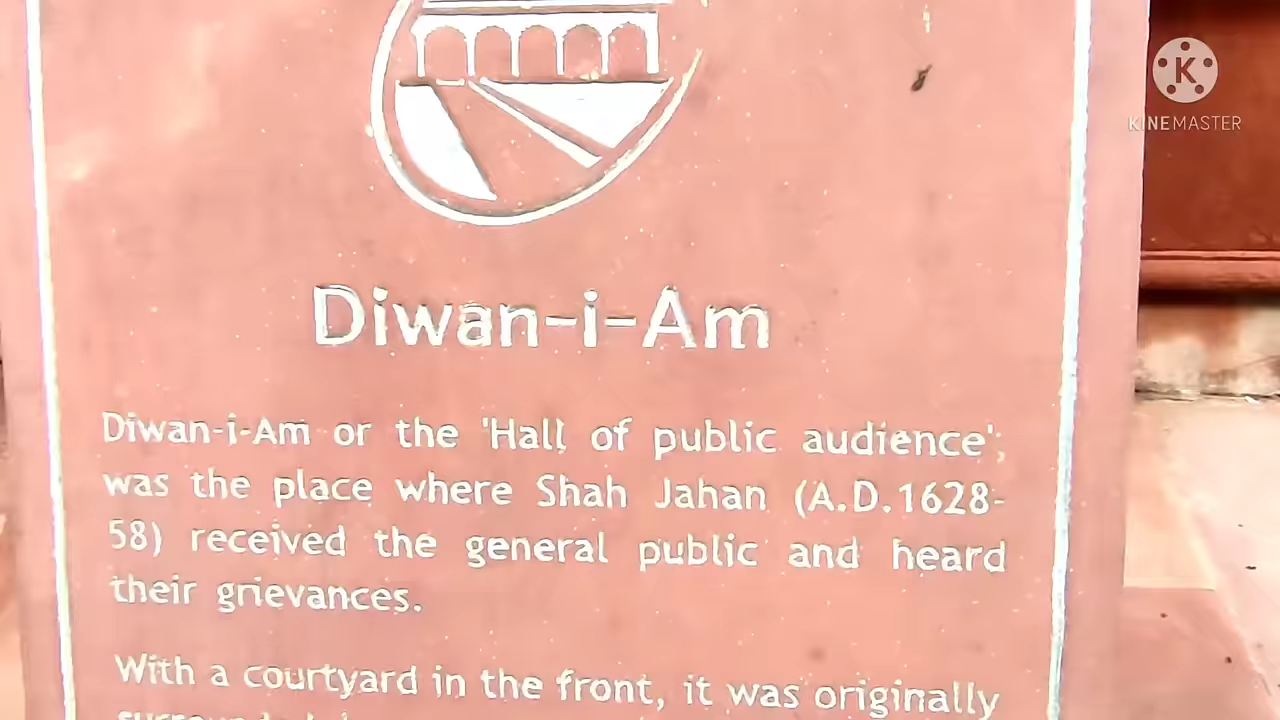 KINEMASTER
Diwan-i-Am
Diwan-i-Am or the 'Hall of public audience';
was the place where Shah Jahan (A.D.1628-
58) received the general public and heard
their grievances.
With a courtyard in the front, it was originally